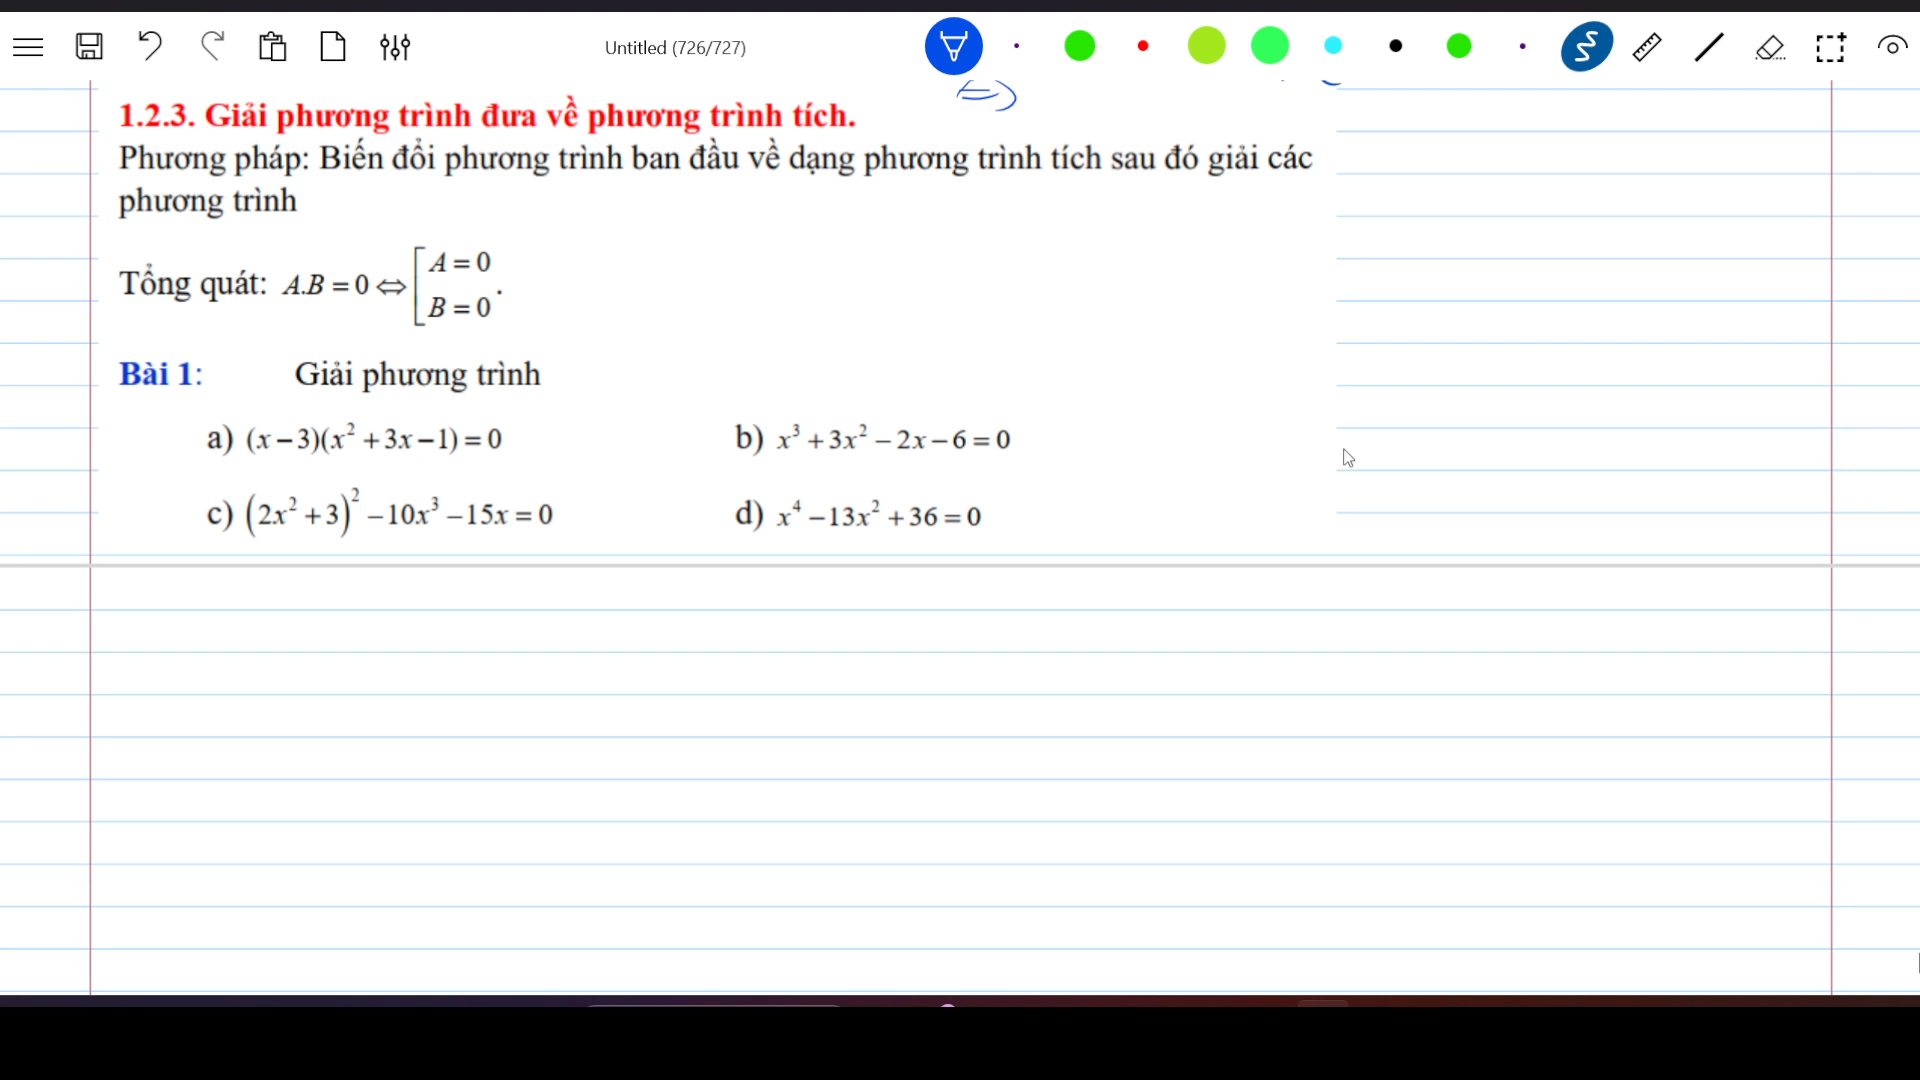 Untitled (726/727)
1.2.3. Giải phương trình đưa về phương trình tích.
Phương pháp: Biến đổi phương trình ban đầu về dạng phương trình tích sau đó giải các
phương trình
Tổng quát: A.B = 0 ⇔ [ A = 0
B = 0 .
Bài 1: Giải phương trình
a) (x − 3)(x² + 3x − 1) = 0 b) x³ + 3x² − 2x − 6 = 0
c) (2x² + 3)² − 10x³ − 15x = 0 d) x⁴ − 13x² + 36 = 0